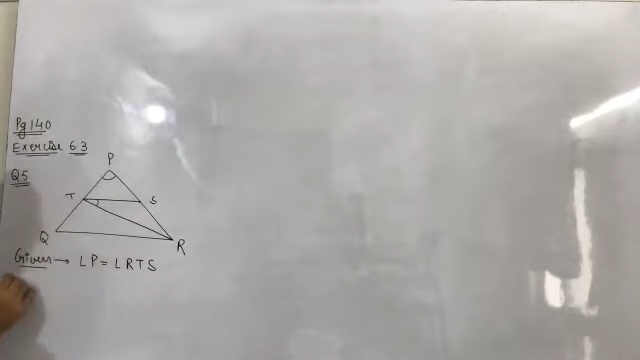 Pg 140
Exercise 6.3
Q5
P
T S
Q R
Given → ∠P = ∠RTS